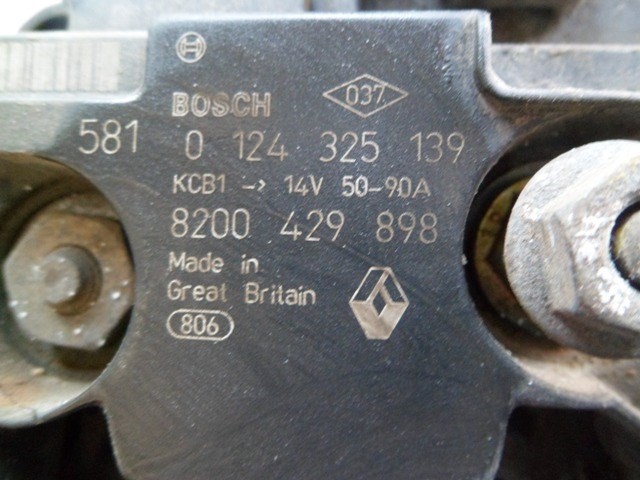 BOSCH
037
581 0 124 325 139
KCB1 -> 14V 50-90A
8200 429 898
Made in
Great Britain
806